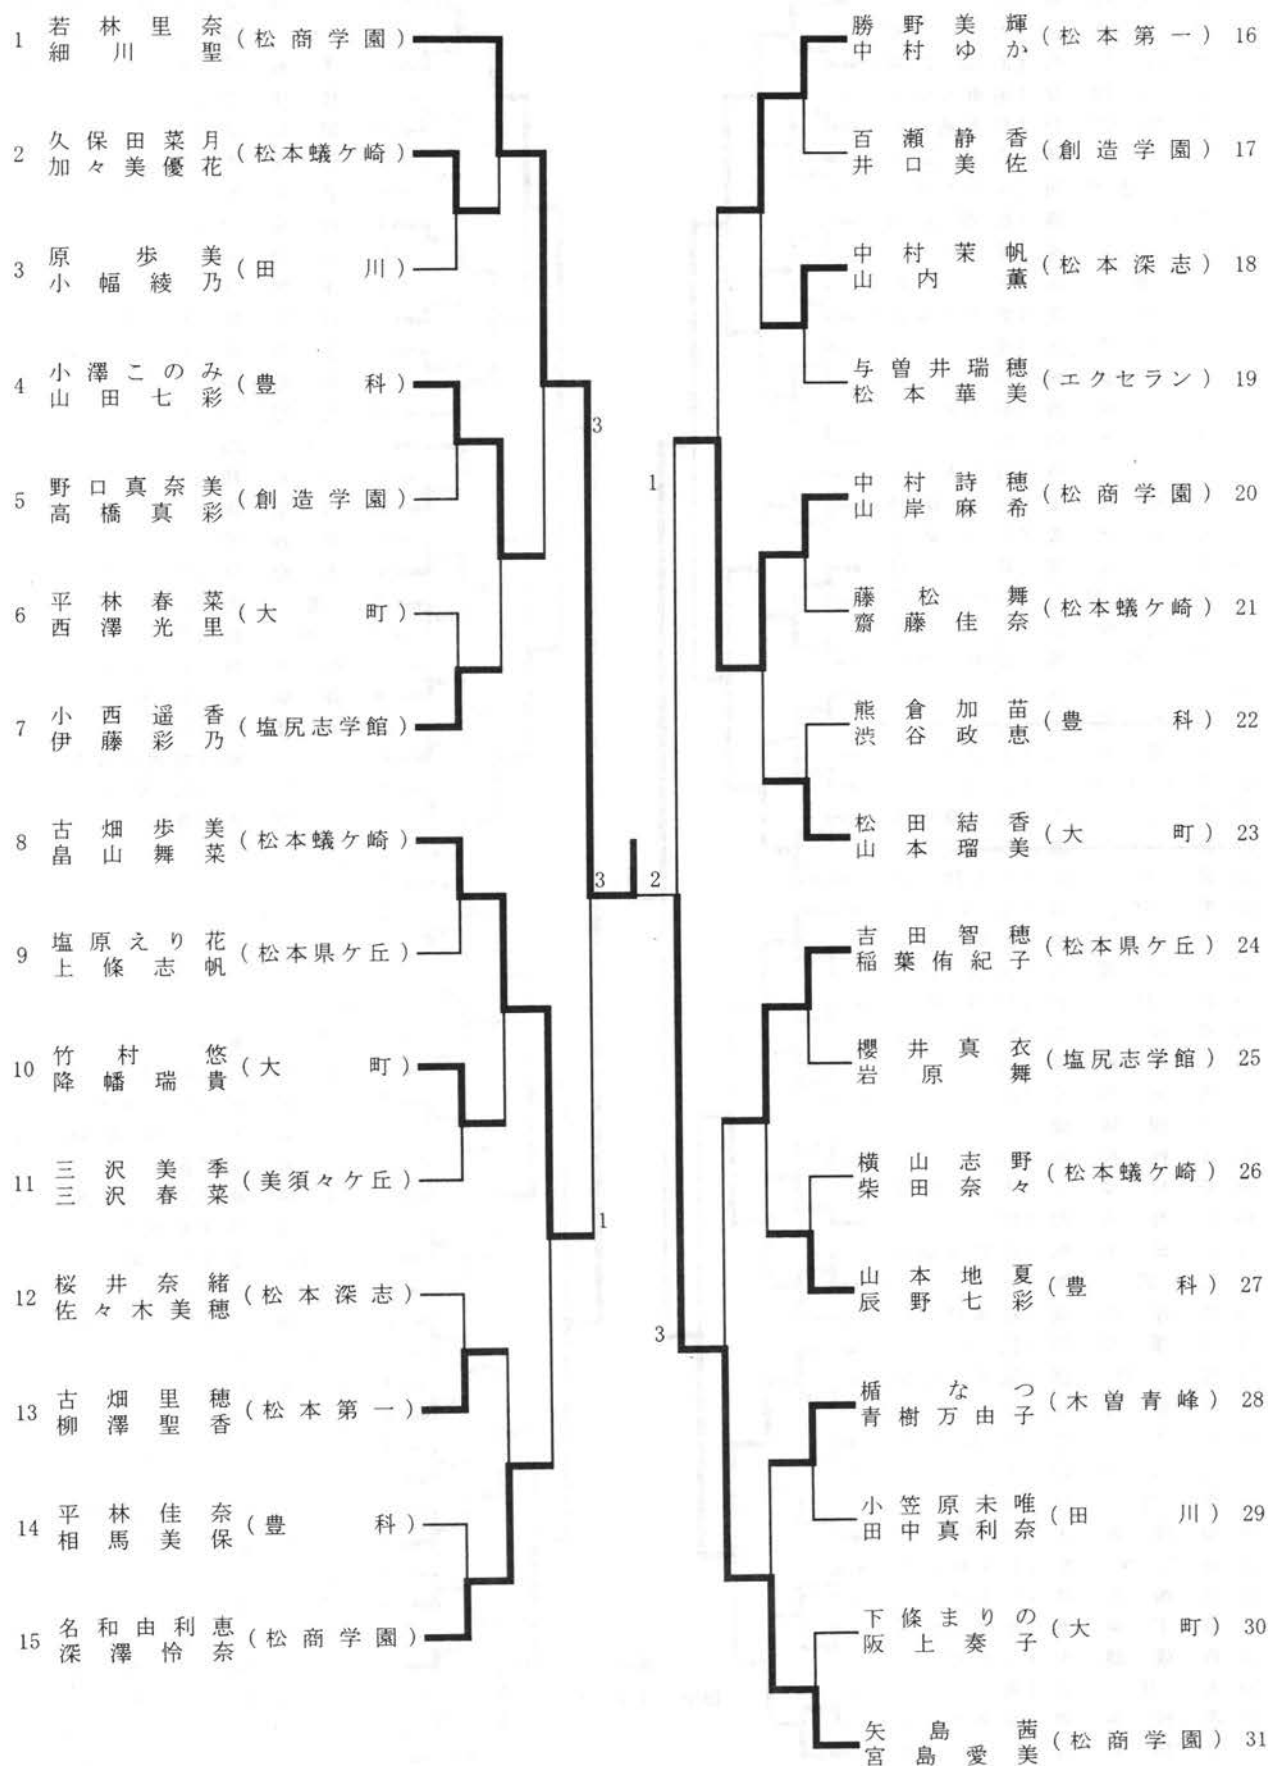 1 若林里奈 (松商学園)
細川聖
2 久保田菜月 (松本蟻ケ崎)
加々美優花
3 原歩美 (田川)
小幡綾乃
4 小澤このみ (豊科)
山田七彩
5 野口真奈美 (創造学園)
高橋真彩
6 平林春菜 (大町)
西澤光里
7 小西遥香 (塩尻志学館)
伊藤彩乃
8 古畑歩美 (松本蟻ケ崎)
畠山舞菜
9 塩原えり花 (松本県ケ丘)
上條志帆
10 竹村悠 (大町)
降幡瑞貴
11 三沢美季 (美須々ケ丘)
三沢春菜
12 桜井奈緒 (松本深志)
佐々木美穂
13 古畑里穂 (松本第一)
柳澤聖香
14 平林佳奈 (豊科)
相馬美保
15 名和由利恵 (松商学園)
深澤怜奈
3
3
1
2
1
3
勝野美輝 (松本第一) 16
中村ゆか
百瀬静香 (創造学園) 17
井口美佐
中村茉帆 (松本深志) 18
山内薫
与曽井瑞穂 (エクセラン) 19
松本華美
中村詩穂 (松商学園) 20
山岸麻希
藤松舞 (松本蟻ケ崎) 21
齋藤佳奈
熊倉加苗 (豊科) 22
渋谷政恵
松田結香 (大町) 23
山本瑠美
吉田智穂 (松本県ケ丘) 24
稲葉侑紀子
櫻井真衣 (塩尻志学館) 25
岩原舞
横山志野 (松本蟻ケ崎) 26
柴田奈々
山本地夏 (豊科) 27
辰野七彩
楯なつ (木曽青峰) 28
青樹万由子
小笠原未唯 (田川) 29
田中真利奈
下條まりの (大町) 30
阪上奏子
矢島茜 (松商学園) 31
宮島愛美